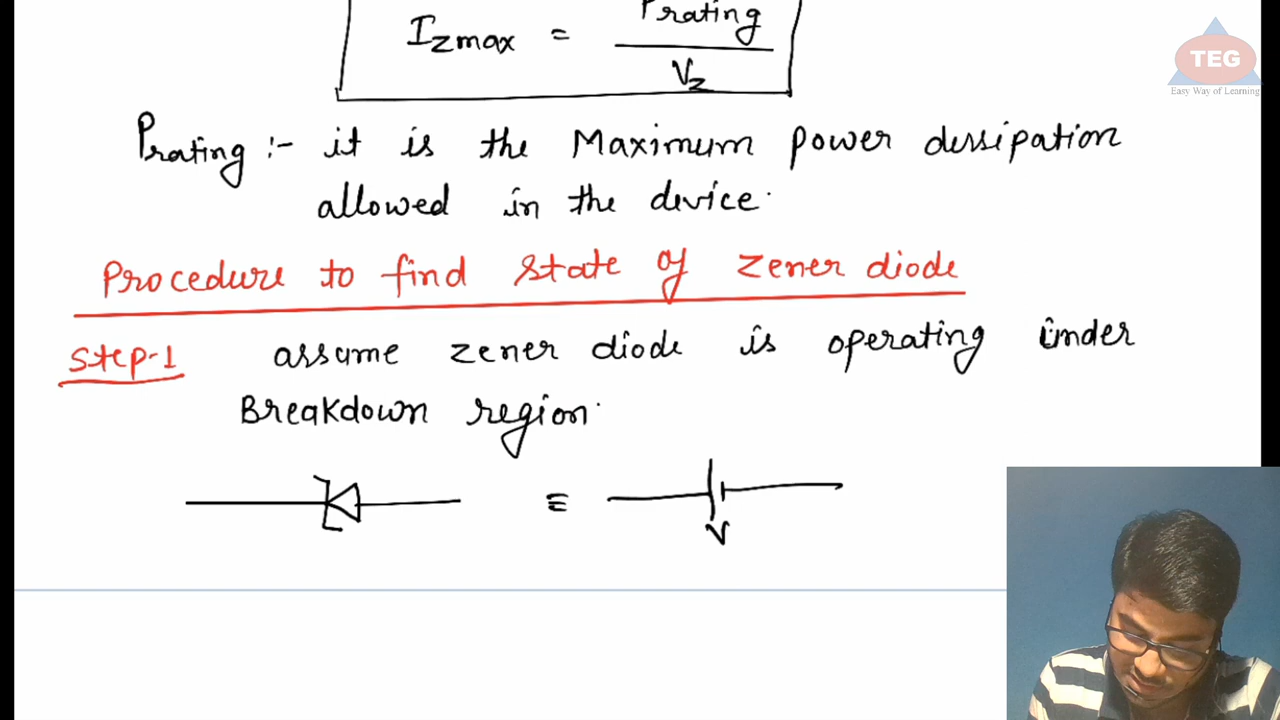 Izmax = Prating
Vz
TEG
Easy Way of Learning
Prating :- it is the Maximum power dessipation
allowed in the device.
Procedure to find state of zener diode
Step-1 assume zener diode is operating under
Breakdown region.
≡
V